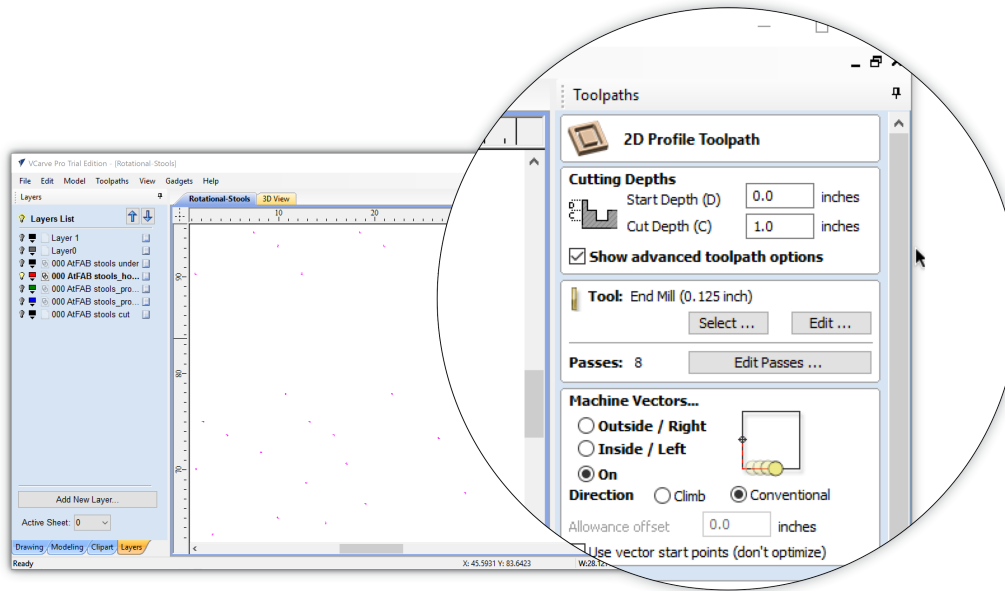 VCarve Pro Trial Edition - {Rotational-Stools}
File Edit Model Toolpaths View Gadgets Help
Layers
Layers List
Layer 1
Layer0
000 AtFAB stools under
000 AtFAB stools_ho...
000 AtFAB stools_pro...
000 AtFAB stools_pro...
000 AtFAB stools cut
Add New Layer...
Active Sheet: 0
Drawing Modeling Clipart Layers
Ready
Rotational-Stools 3D View
10 20
90
80
70
X: 45.5931 Y: 83.6423
Toolpaths
2D Profile Toolpath
Cutting Depths
Start Depth (D) 0.0 inches
D
C
Cut Depth (C) 1.0 inches
Show advanced toolpath options
Tool: End Mill (0.125 inch)
Select ... Edit ...
Passes: 8 Edit Passes ...
Machine Vectors...
Outside / Right
Inside / Left
On
Direction Climb Conventional
Allowance offset 0.0 inches
Use vector start points (don't optimize)